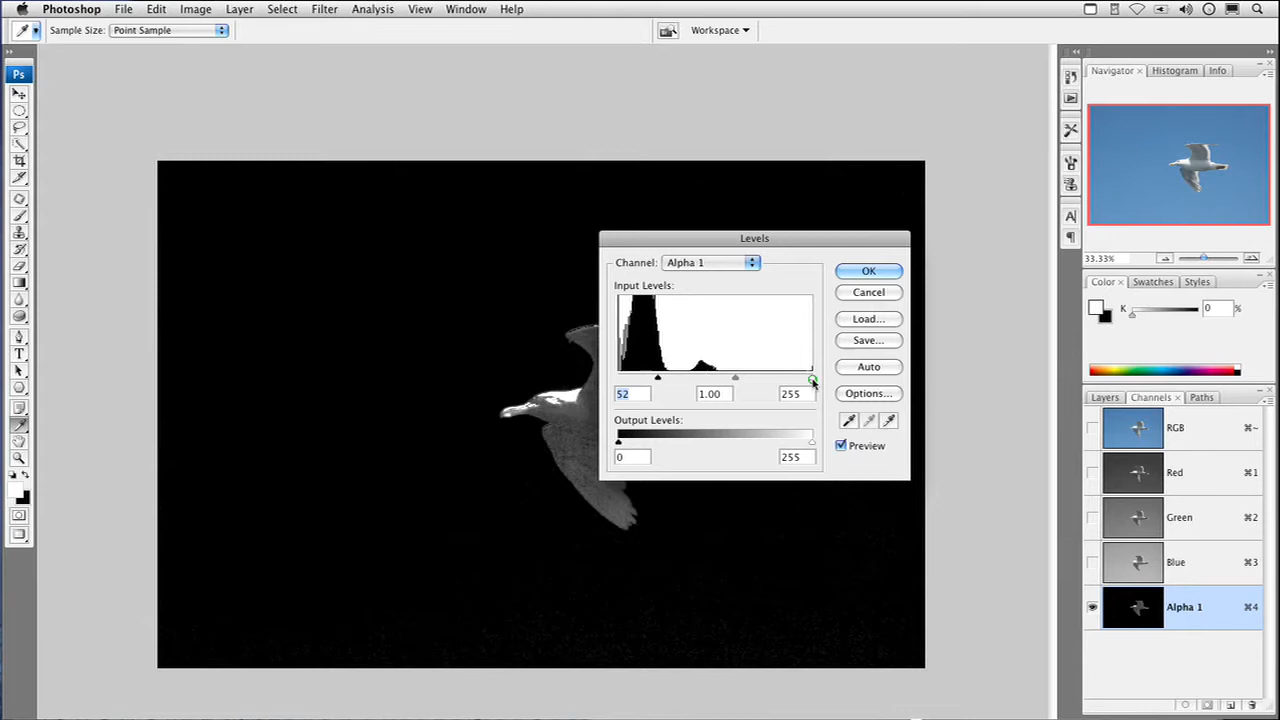 Photoshop File Edit Image Layer Select Filter Analysis View Window Help
Sample Size: Point Sample Workspace
Ps
Navigator × Histogram Info
33.33%
Color × Swatches Styles
K 0 %
Layers Channels × Paths
RGB ⌘~
Red ⌘1
Green ⌘2
Blue ⌘3
Alpha 1 ⌘4
Levels
Channel: Alpha 1
Input Levels:
52 1.00 255
Output Levels:
0 255
OK
Cancel
Load...
Save...
Auto
Options...
Preview
T
A
¶